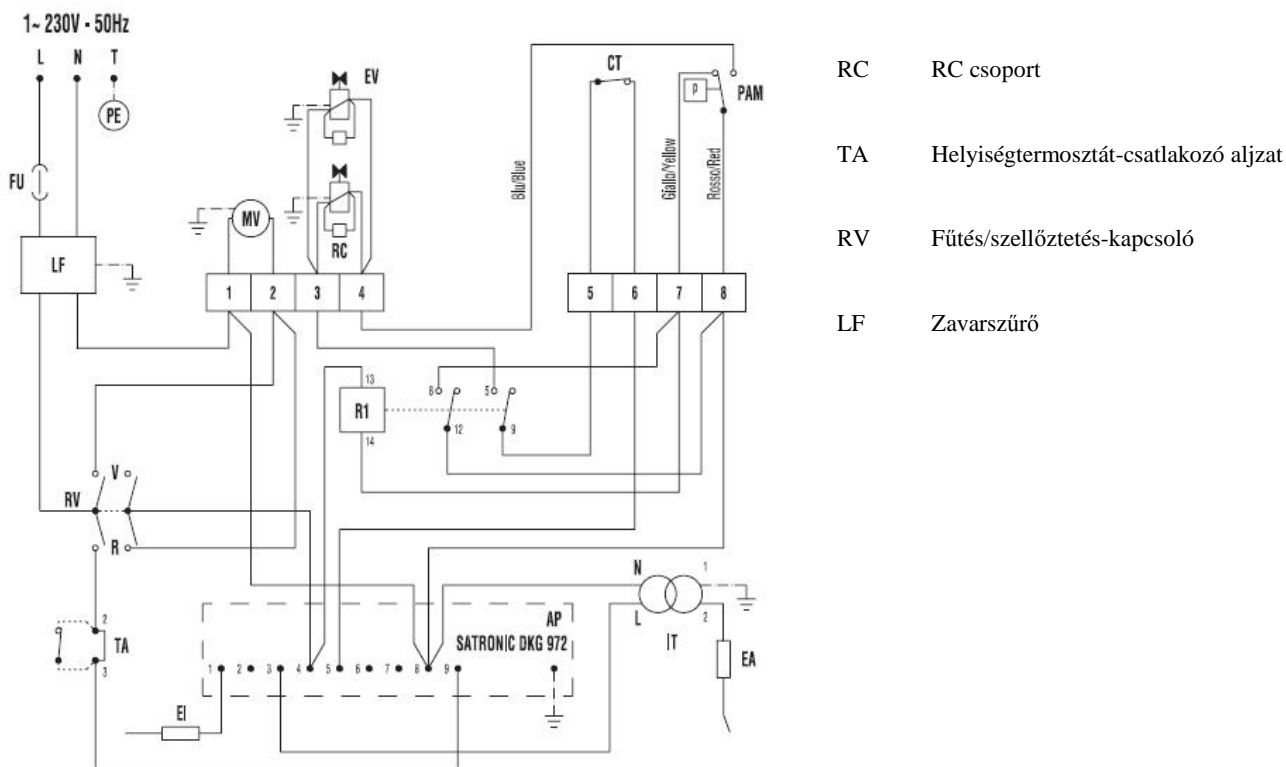 1~ 230V - 50Hz
L N T
PE
FU
LF
MV
EV
RC
CT
P
PAM
Blu/Blue
Giallo/Yellow
Rosso/Red
1 2 3 4
5 6 7 8
13
R1
14
6 5
12 9
V
RV
R
2
TA
3
AP
SATRONIC DKG 972
1 2 3 4 5 6 7 8 9
N 1
L 2
IT
EA
EI
RC RC csoport
TA Helyiségtermosztát-csatlakozó aljzat
RV Fűtés/szellőztetés-kapcsoló
LF Zavarszűrő